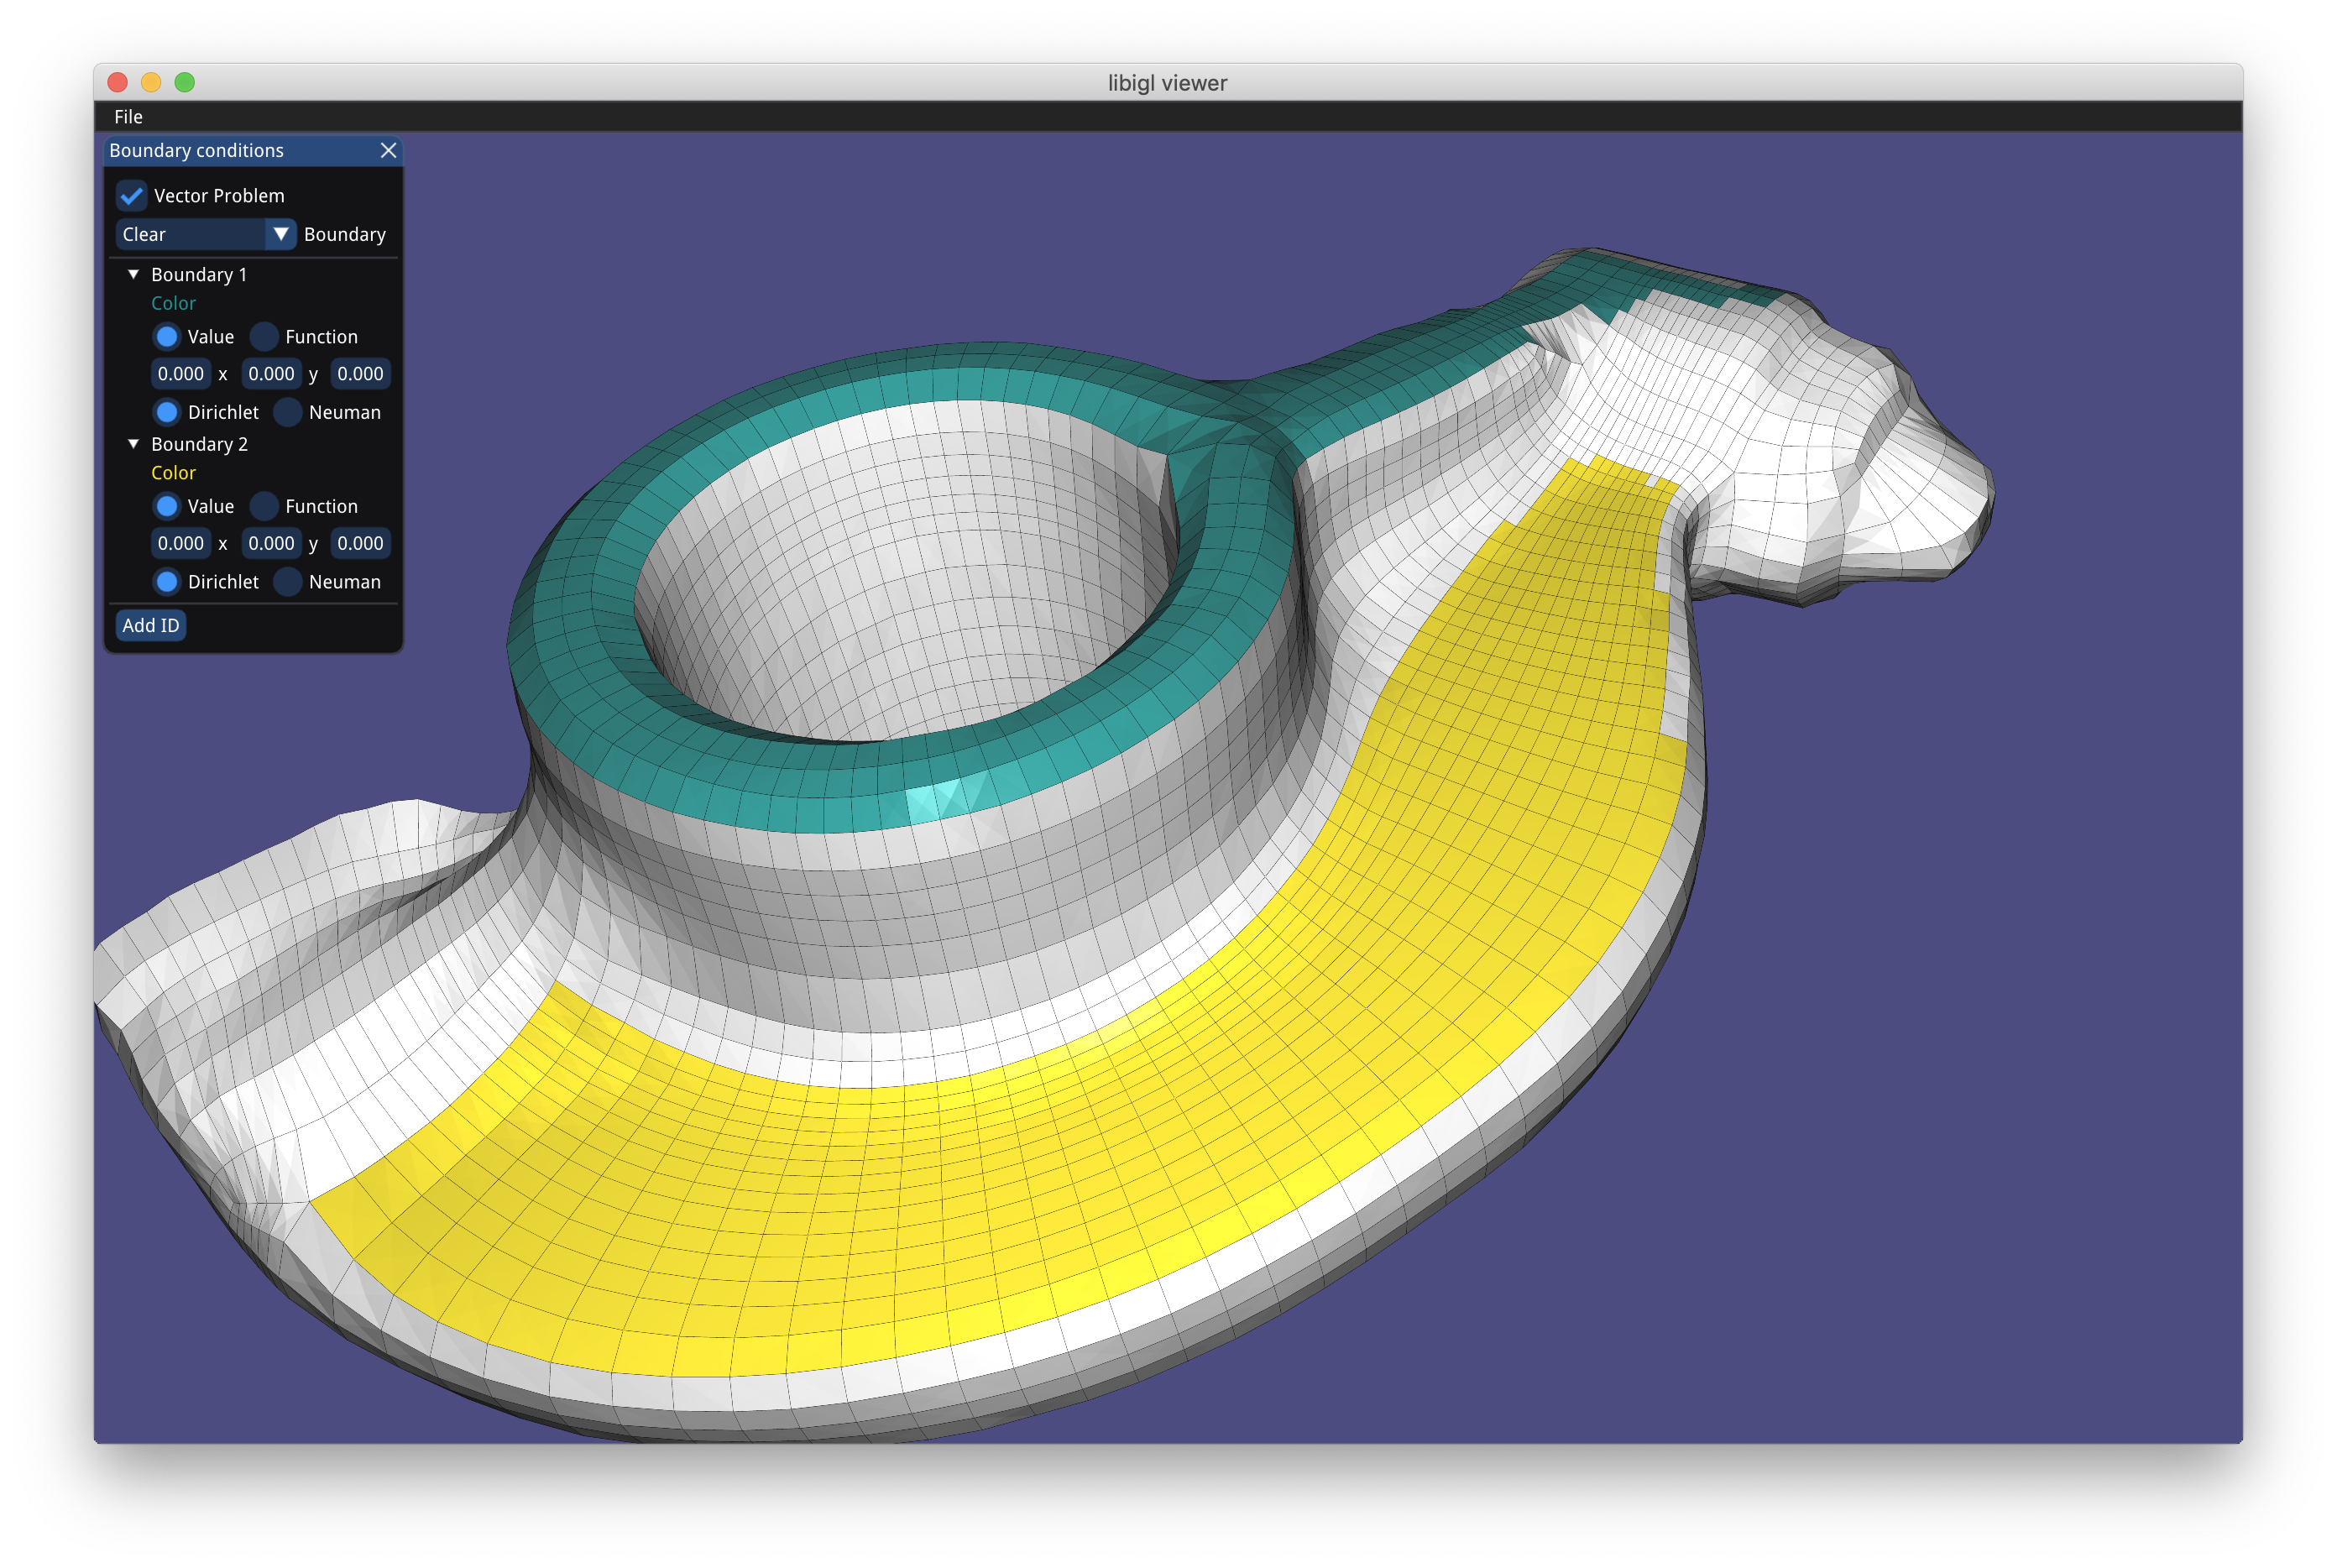 libigl viewer
File
Boundary conditions
Vector Problem
Clear Boundary
Boundary 1
Color
Value Function
0.000 x 0.000 y 0.000
Dirichlet Neuman
Boundary 2
Color
Value Function
0.000 x 0.000 y 0.000
Dirichlet Neuman
Add ID